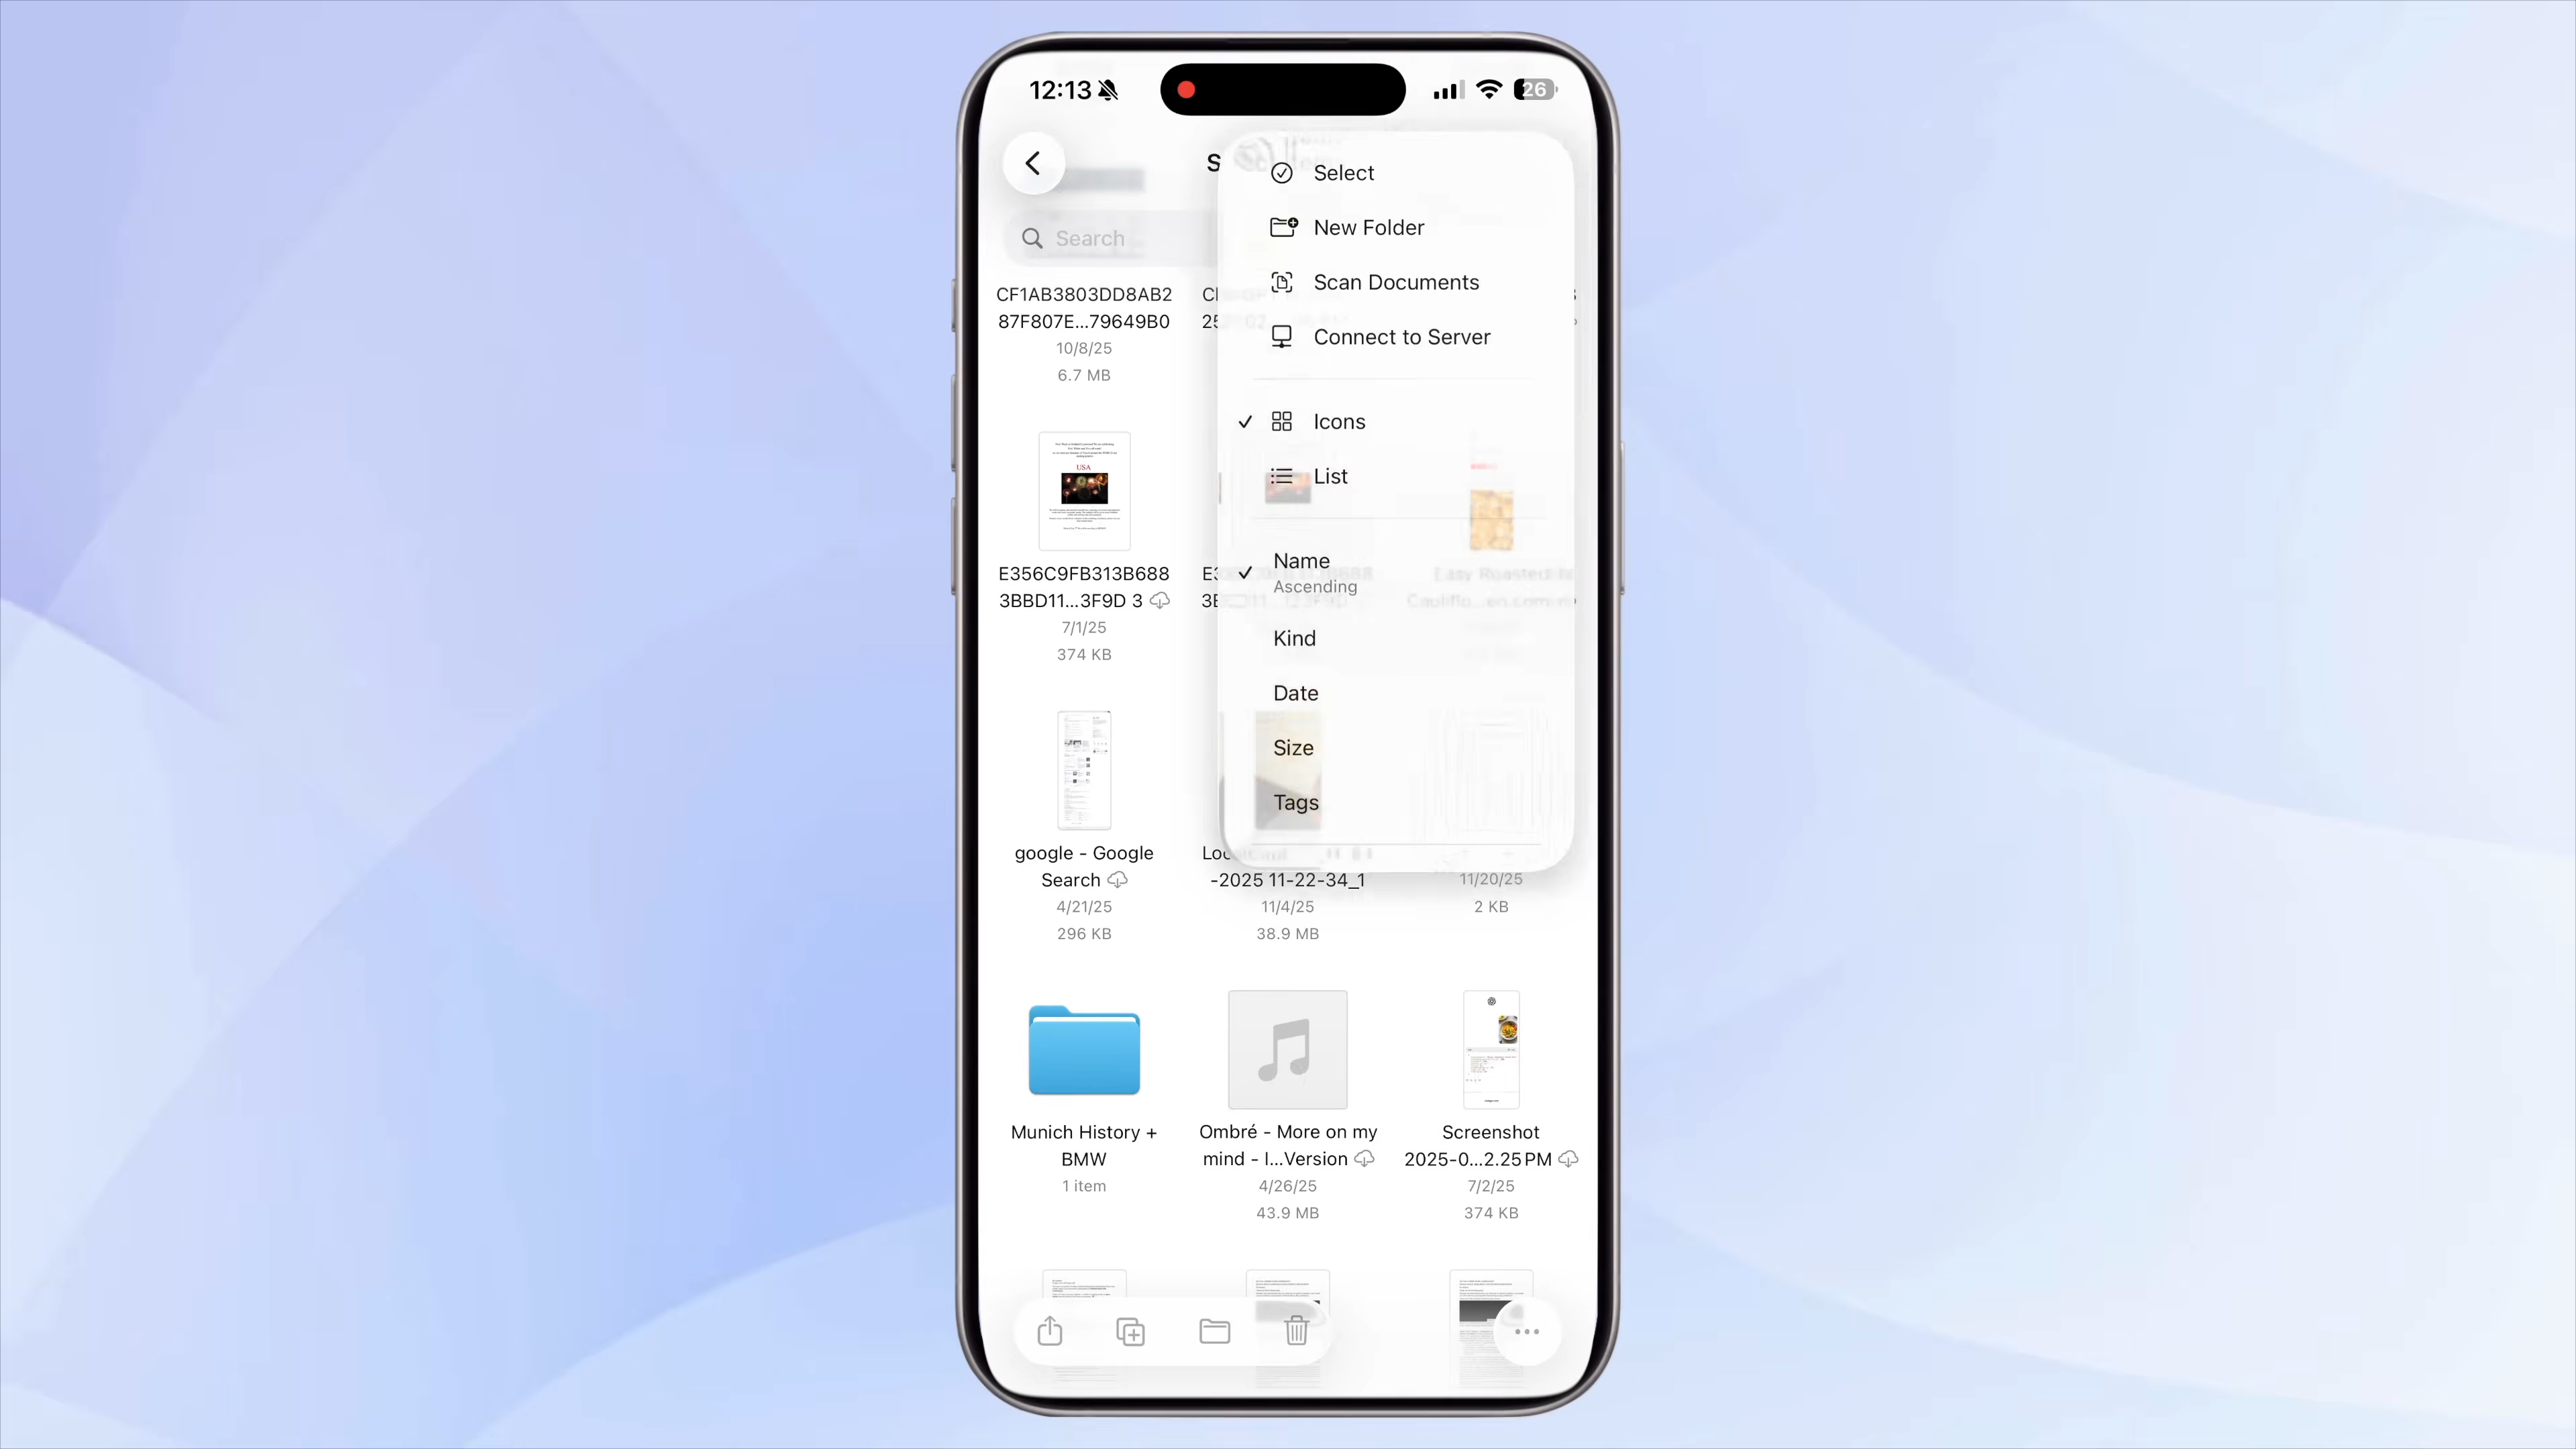 12:13
26
Select
New Folder
Search
Scan Documents
Connect to Server
CF1AB3803DD8AB2
87F807E...79649B0
10/8/25
6.7 MB
Icons
List
USA
Name
Ascending
E356C9FB313B688
3BBD11...3F9D 3
7/1/25
374 KB
Kind
Date
Size
Tags
google - Google
Search
4/21/25
296 KB
-2025 11-22-34_1
11/4/25
38.9 MB
11/20/25
2 KB
Munich History +
BMW
1 item
Ombré - More on my
mind - I...Version
4/26/25
43.9 MB
Screenshot
2025-0...2.25 PM
7/2/25
374 KB